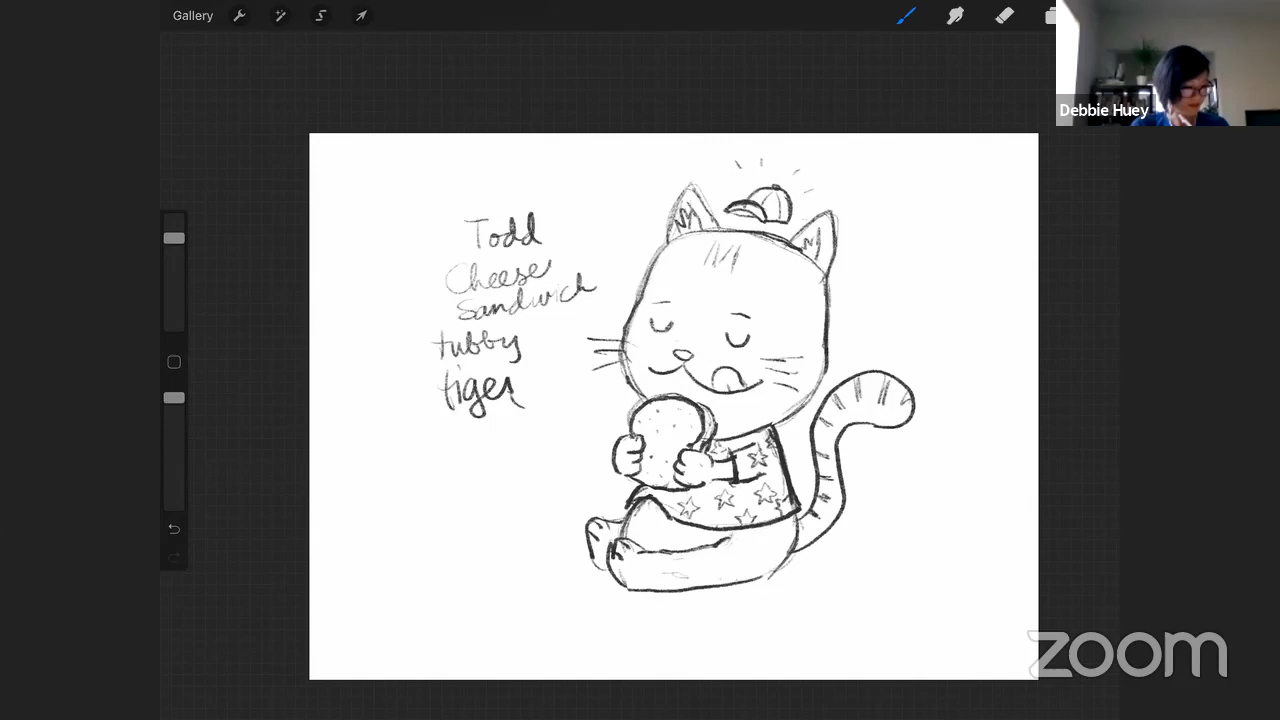 Gallery
Debbie Huey
Todd
Cheese
Sandwich
tubby
tiger
zoom